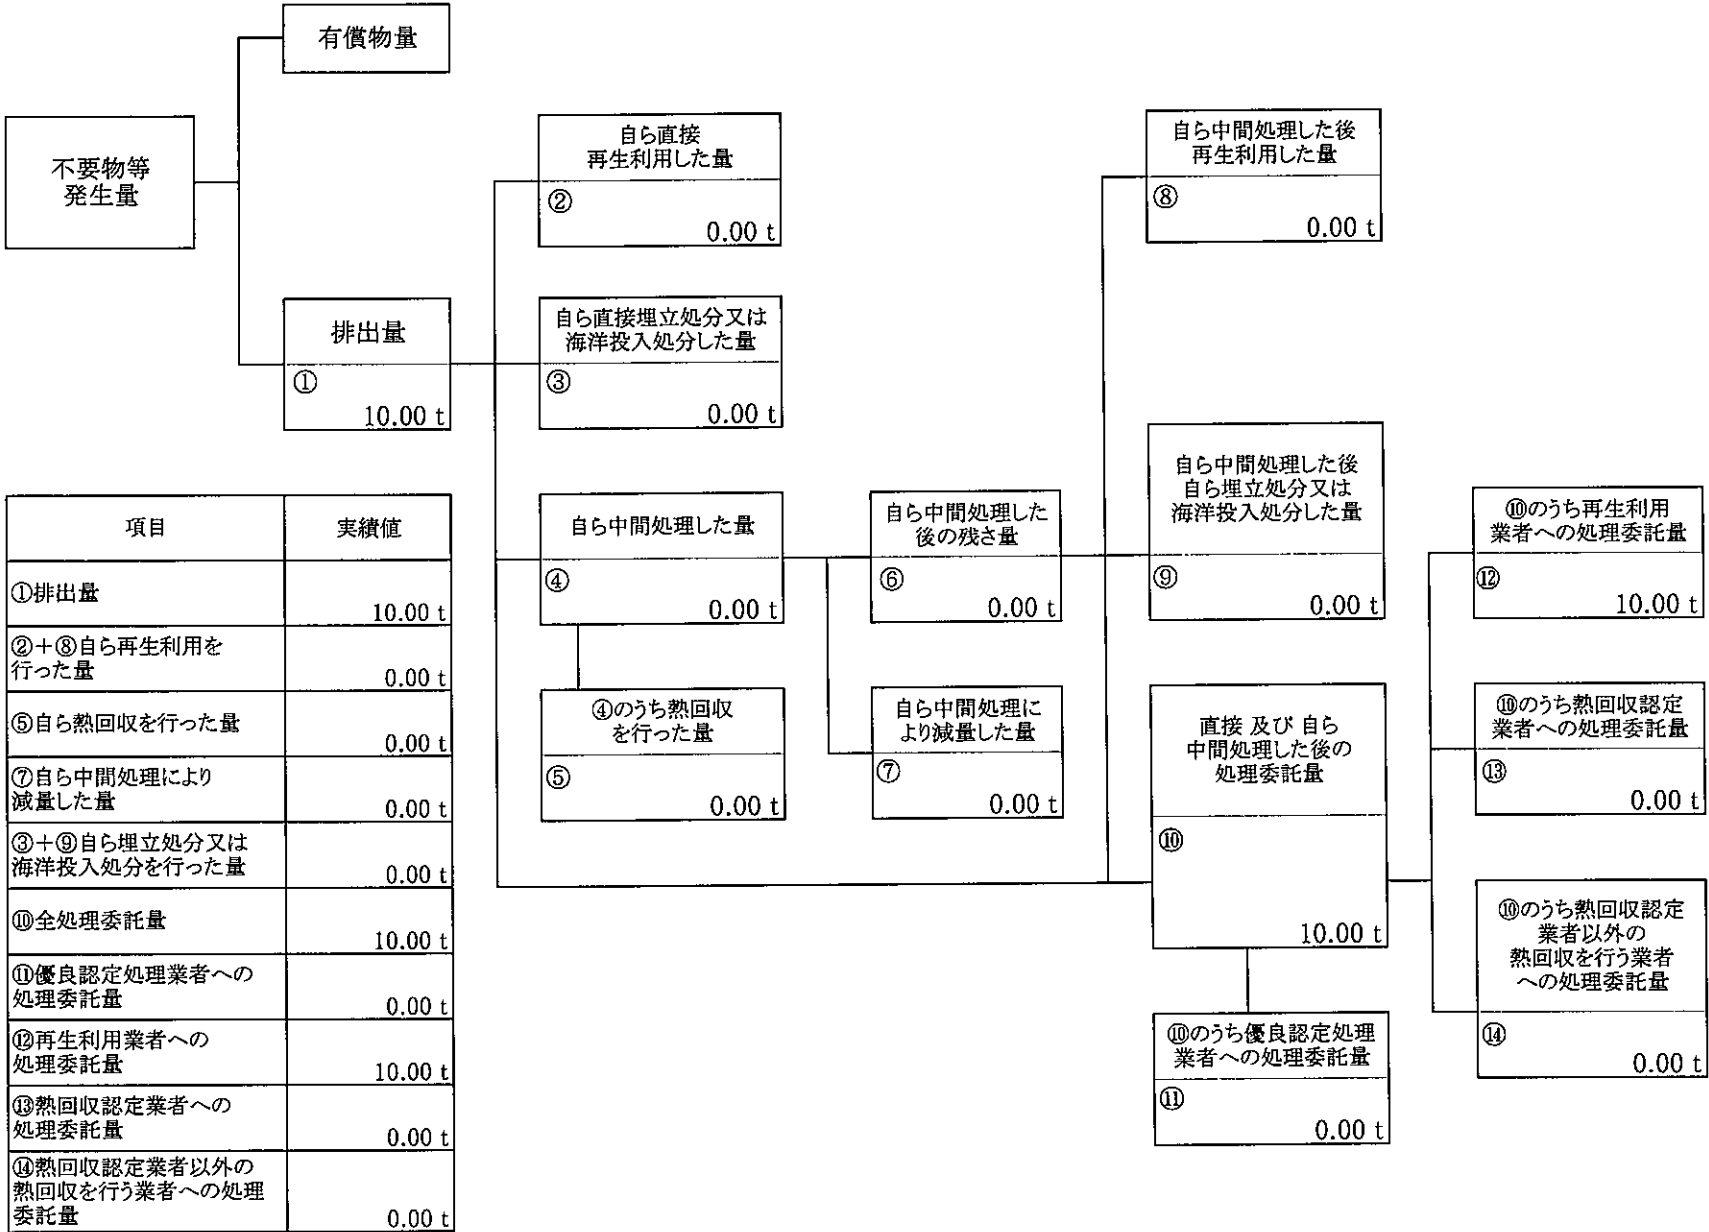 有償物量
不要物等
発生量
排出量
①
10.00 t
自ら直接
再生利用した量
②
0.00 t
自ら直接埋立処分又は
海洋投入処分した量
③
0.00 t
自ら中間処理した量
④
0.00 t
④のうち熱回収
を行った量
⑤
0.00 t
自ら中間処理した
後の残さ量
⑥
0.00 t
自ら中間処理に
より減量した量
⑦
0.00 t
自ら中間処理した後
再生利用した量
⑧
0.00 t
自ら中間処理した後
自ら埋立処分又は
海洋投入処分した量
⑨
0.00 t
直接 及び 自ら
中間処理した後の
処理委託量
⑩
10.00 t
⑩のうち優良認定処理
業者への処理委託量
⑪
0.00 t
⑩のうち再生利用
業者への処理委託量
⑫
10.00 t
⑩のうち熱回収認定
業者への処理委託量
⑬
0.00 t
⑩のうち熱回収認定
業者以外の
熱回収を行う業者
への処理委託量
⑭
0.00 t
項目 実績値
①排出量
10.00 t
②+⑧自ら再生利用を
行った量
0.00 t
⑤自ら熱回収を行った量
0.00 t
⑦自ら中間処理により
減量した量
0.00 t
③+⑨自ら埋立処分又は
海洋投入処分を行った量
0.00 t
⑩全処理委託量
10.00 t
⑪優良認定処理業者への
処理委託量
0.00 t
⑫再生利用業者への
処理委託量
10.00 t
⑬熱回収認定業者への
処理委託量
0.00 t
⑭熱回収認定業者以外の
熱回収を行う業者への処理
委託量
0.00 t